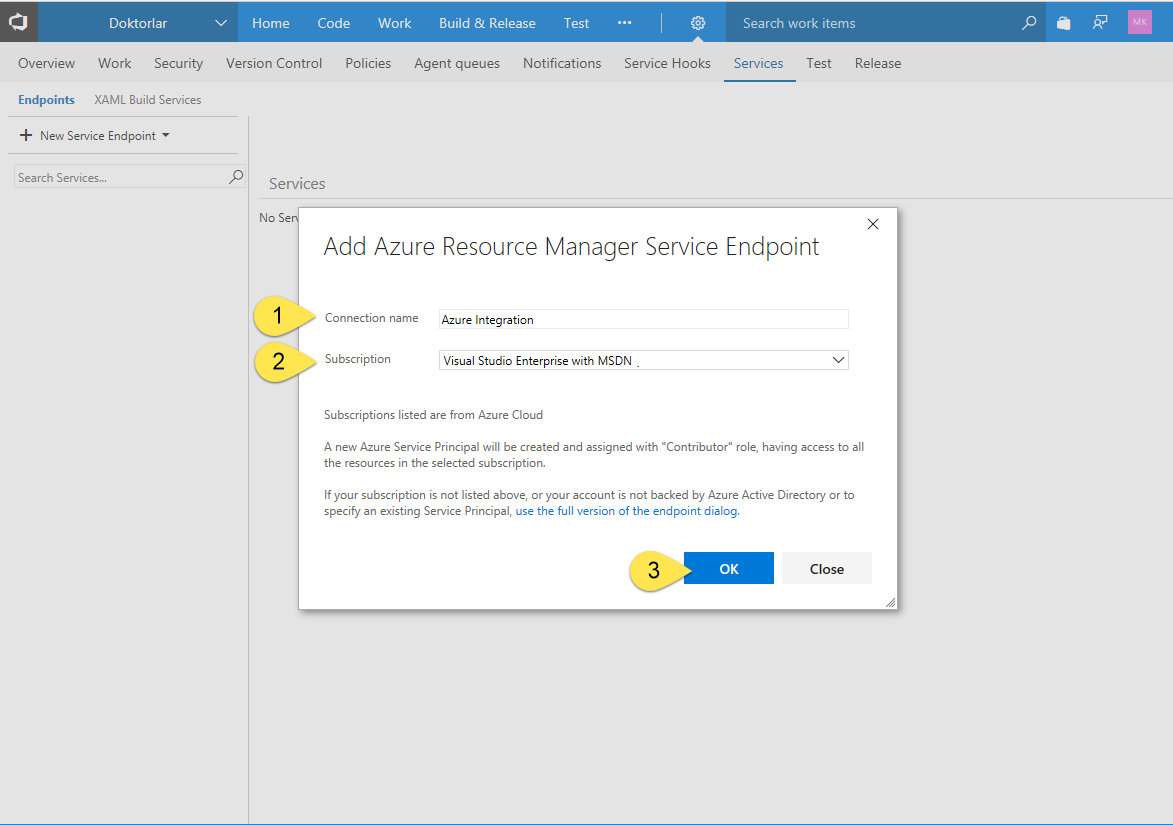 Doktorlar Home Code Work Build & Release Test ··· Search work items MK
Overview Work Security Version Control Policies Agent queues Notifications Service Hooks Services Test Release
Endpoints XAML Build Services
+ New Service Endpoint
Search Services...
Services
No Serv
Add Azure Resource Manager Service Endpoint
1 Connection name Azure Integration
2 Subscription Visual Studio Enterprise with MSDN .
Subscriptions listed are from Azure Cloud
A new Azure Service Principal will be created and assigned with "Contributor" role, having access to all
the resources in the selected subscription.
If your subscription is not listed above, or your account is not backed by Azure Active Directory or to
specify an existing Service Principal, use the full version of the endpoint dialog.
3 OK Close